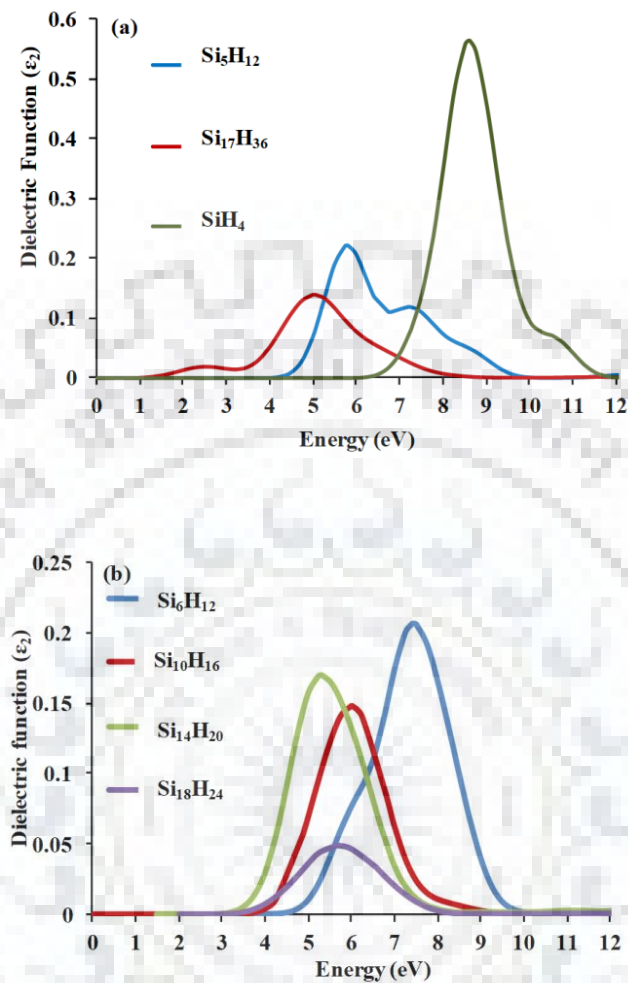 (a)
0.6
0.5
0.4
0.3
0.2
0.1
0
Dielectric Function (ε₂)
Si₅H₁₂
Si₁₇H₃₆
SiH₄
0 1 2 3 4 5 6 7 8 9 10 11 12
Energy (eV)
(b)
0.25
0.2
0.15
0.1
0.05
0
Dielectric function (ε₂)
Si₆H₁₂
Si₁₀H₁₆
Si₁₄H₂₀
Si₁₈H₂₄
0 1 2 3 4 5 6 7 8 9 10 11 12
Energy (eV)